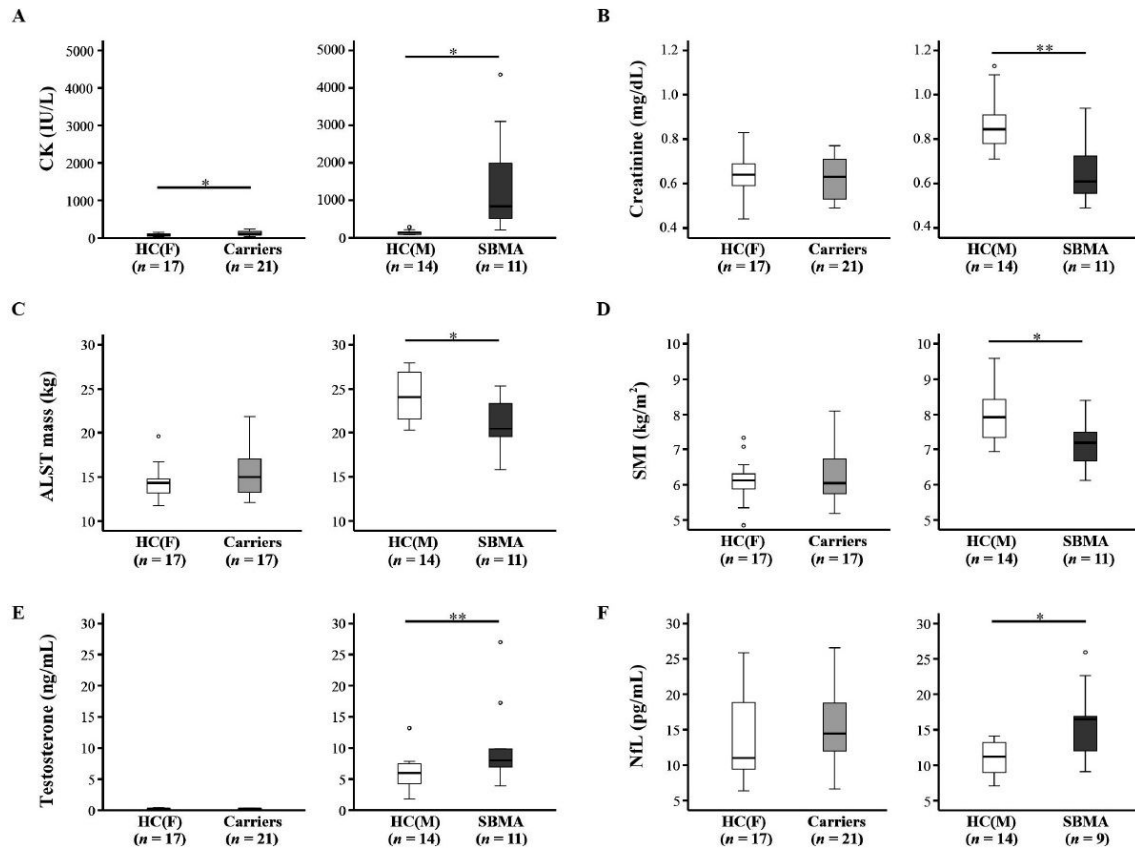 A
CK (IU/L)
5000
4000
3000
2000
1000
0
*
HC(F) Carriers
(n = 17) (n = 21)
5000
4000
3000
2000
1000
0
*
HC(M) SBMA
(n = 14) (n = 11)
B
Creatinine (mg/dL)
1.2
1.0
0.8
0.6
0.4
HC(F) Carriers
(n = 17) (n = 21)
1.2
1.0
0.8
0.6
0.4
**
HC(M) SBMA
(n = 14) (n = 11)
C
ALST mass (kg)
30
25
20
15
10
HC(F) Carriers
(n = 17) (n = 17)
30
25
20
15
10
*
HC(M) SBMA
(n = 14) (n = 11)
D
SMI (kg/m²)
10
9
8
7
6
5
HC(F) Carriers
(n = 17) (n = 17)
10
9
8
7
6
5
*
HC(M) SBMA
(n = 14) (n = 11)
E
Testosterone (ng/mL)
30
25
20
15
10
5
0
HC(F) Carriers
(n = 17) (n = 21)
30
25
20
15
10
5
0
**
HC(M) SBMA
(n = 14) (n = 11)
F
NfL (pg/mL)
30
25
20
15
10
5
HC(F) Carriers
(n = 17) (n = 21)
30
25
20
15
10
5
*
HC(M) SBMA
(n = 14) (n = 9)